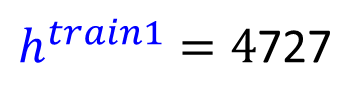 h^{train1} = 4727